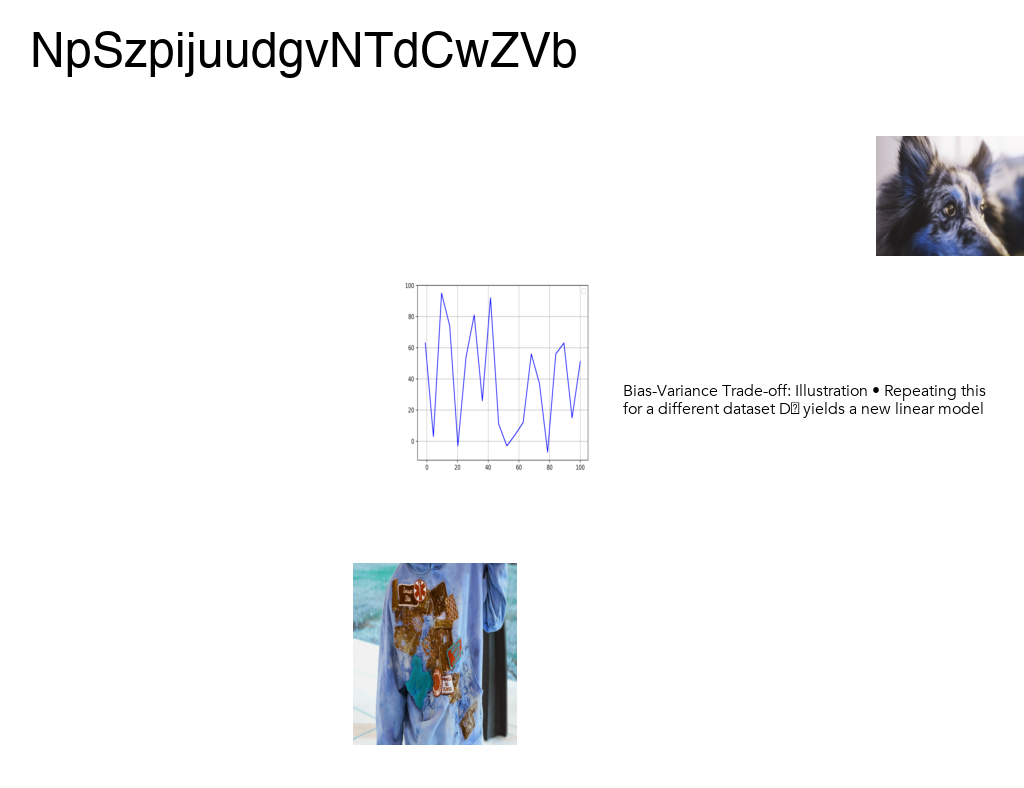 NpSzpijuudgvNTdCwZVb
100
80
60
40
20
0
0 20 40 60 80 100
Bias-Variance Trade-off: Illustration • Repeating this
for a different dataset D yields a new linear model